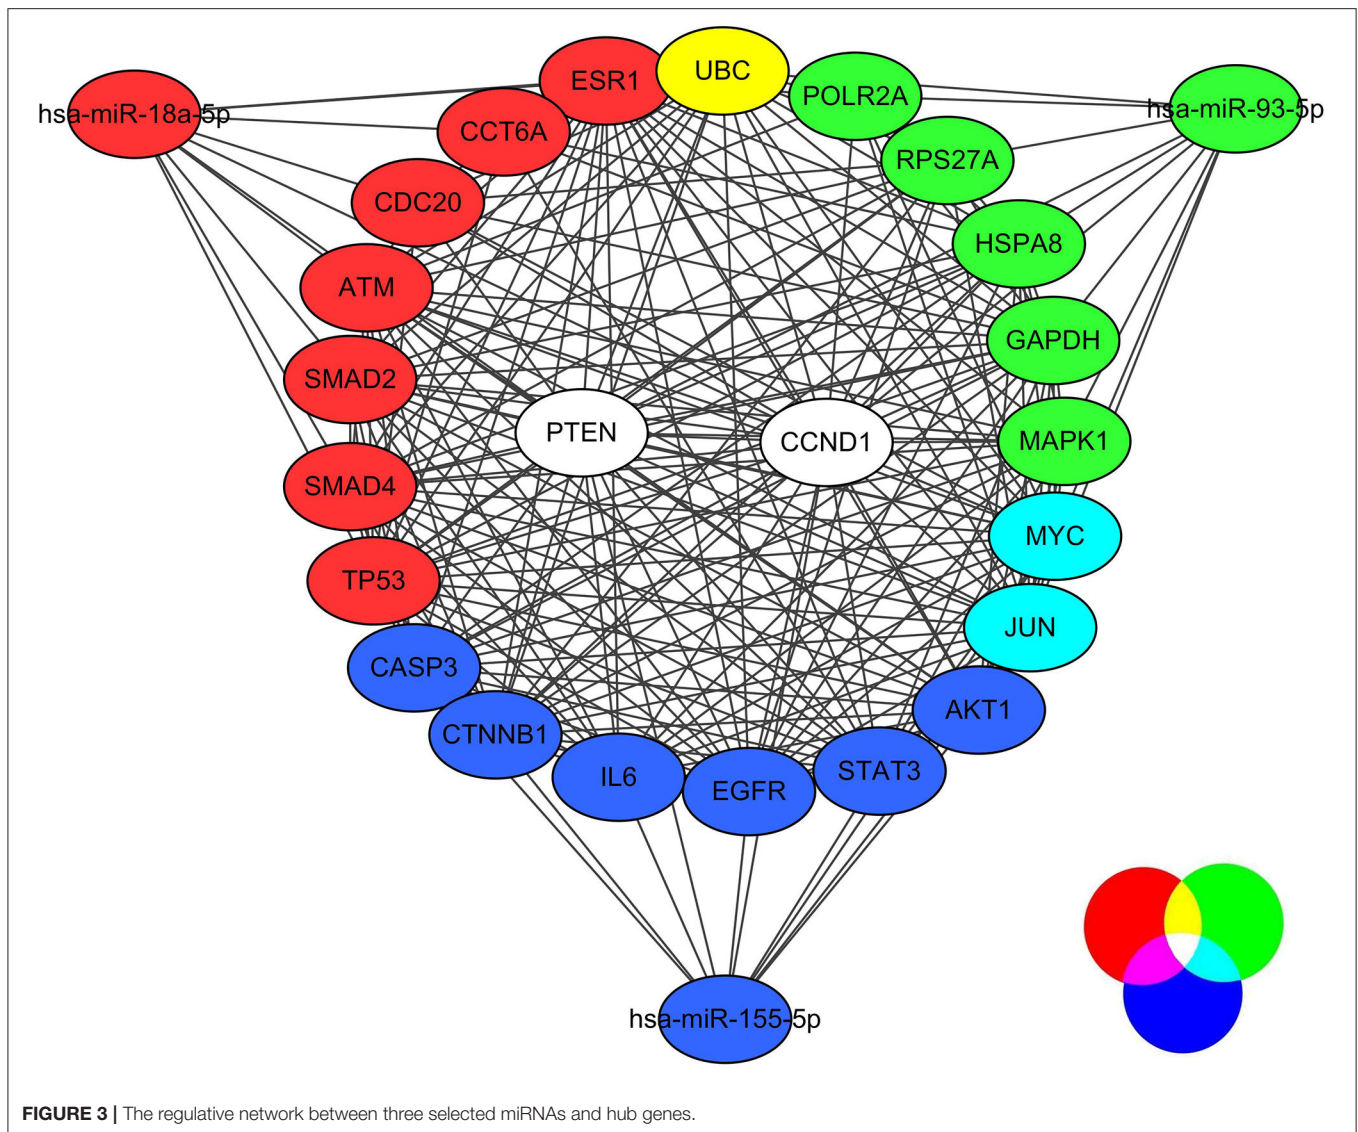 UBC
ESR1
POLR2A
hsa-miR-18a-5p
hsa-miR-93-5p
CCT6A
RPS27A
CDC20
HSPA8
ATM
GAPDH
SMAD2
PTEN
CCND1
MAPK1
SMAD4
MYC
TP53
JUN
CASP3
AKT1
CTNNB1
IL6
EGFR
STAT3
hsa-miR-155-5p
FIGURE 3 | The regulative network between three selected miRNAs and hub genes.